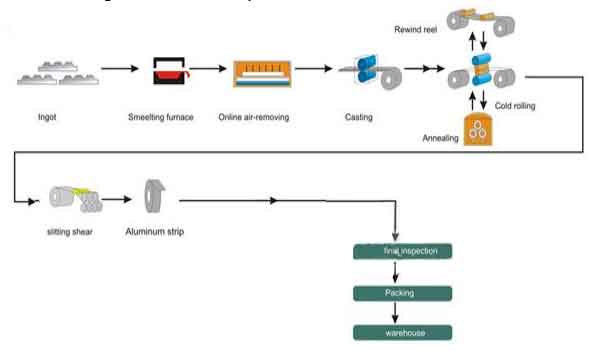 Rewind reel
Ingot
Smeelting furnace
Online air-removing
Casting
Cold rolling
Annealing
slitting shear
Aluminum strip
final inspection
Packing
warehouse